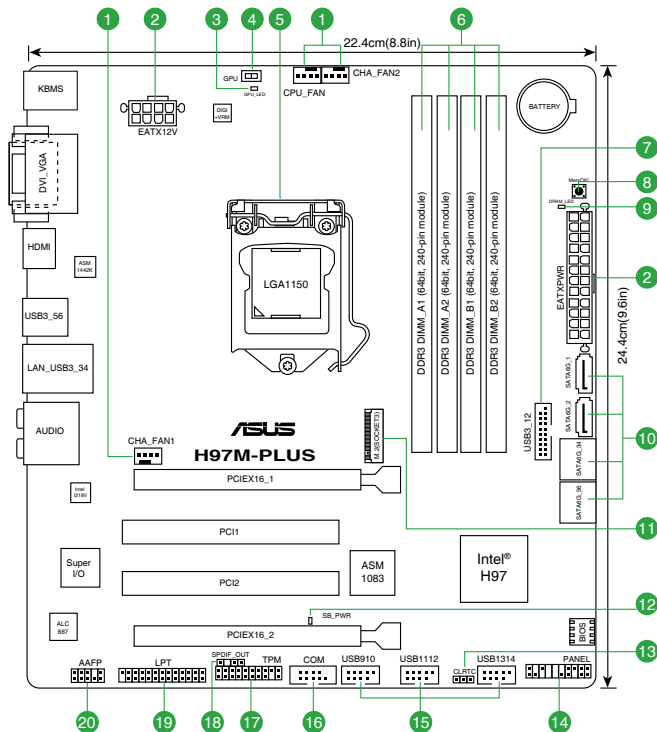 1
2
3
4
5
1
6
22.4cm(8.8in)
KBMS
EATX12V
DIGI
+VRM
GPU
GPU_LED
CPU_FAN
CHA_FAN2
BATTERY
7
8
MemOK!
DRAM_LED
9
DVI_VGA
HDMI
ASM
1442K
LGA1150
DDR3 DIMM_A1 (64bit, 240-pin module)
DDR3 DIMM_A2 (64bit, 240-pin module)
DDR3 DIMM_B1 (64bit, 240-pin module)
DDR3 DIMM_B2 (64bit, 240-pin module)
EATXPWR
2
24.4cm(9.6in)
USB3_56
LAN_USB3_34
AUDIO
SATA6G_1
SATA6G_2
USB3_12
SATA6G_34
SATA6G_56
10
1
CHA_FAN1
ASUS
H97M-PLUS
M.2(SOCKET3)
PCIEX16_1
Intel
I218V
11
PCI1
Super
I/O
PCI2
ASM
1083
Intel®
H97
12
SB_PWR
ALC
887
PCIEX16_2
BIOS
13
AAFP
LPT
SPDIF_OUT
TPM
COM
USB910
USB1112
CLRTC
USB1314
PANEL
20
19
18
17
16
15
14